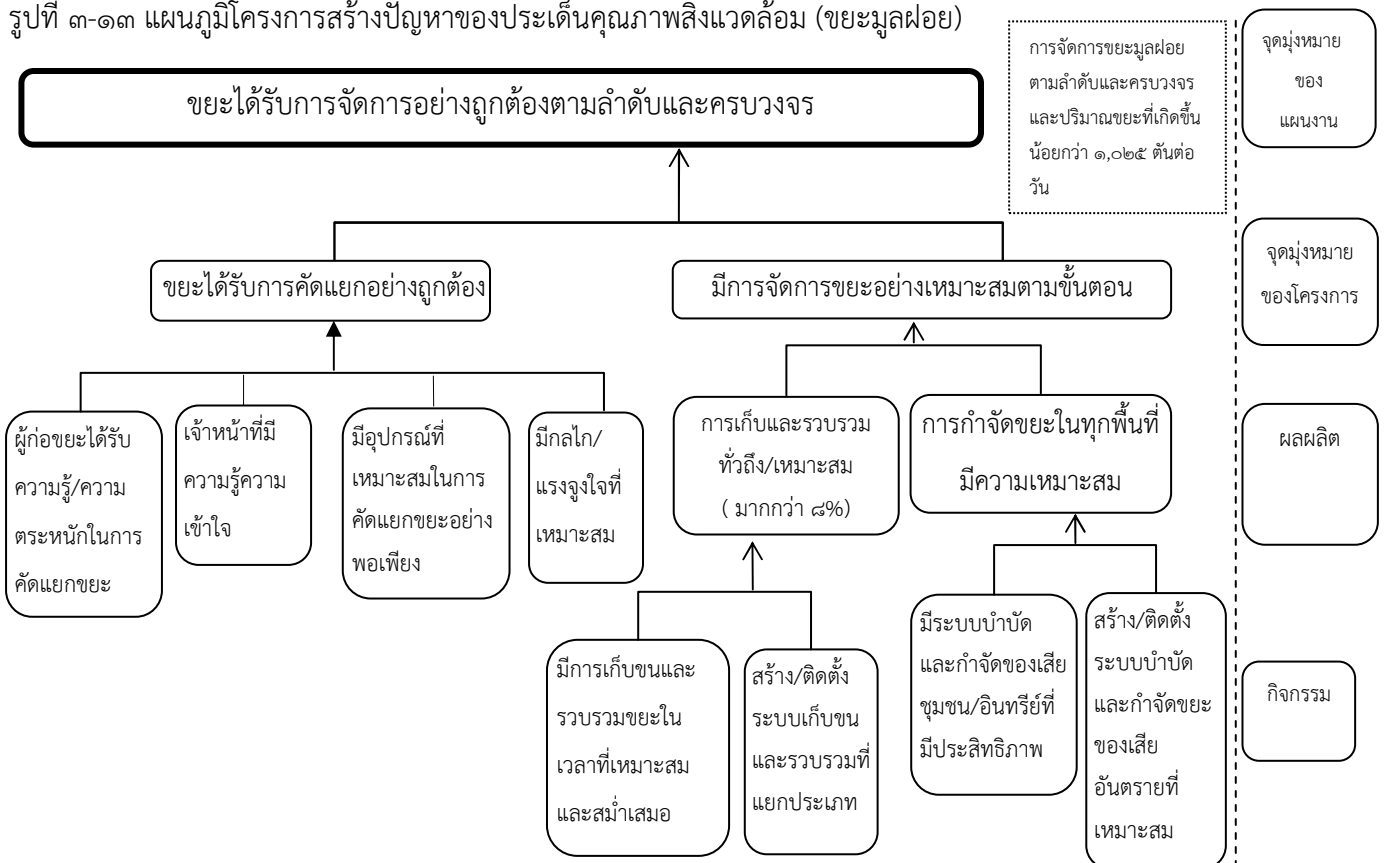 รูปที่ ๓-๑๓ แผนภูมิโครงการสร้างปัญหาของประเด็นคุณภาพสิ่งแวดล้อม (ขยะมูลฝอย)
ขยะได้รับการจัดการอย่างถูกต้องตามลำดับและครบวงจร
การจัดการขยะมูลฝอย
ตามลำดับและครบวงจร
และปริมาณขยะที่เกิดขึ้น
น้อยกว่า ๑,๐๒๕ ตันต่อ
วัน
จุดมุ่งหมาย
ของ
แผนงาน
ขยะได้รับการคัดแยกอย่างถูกต้อง
มีการจัดการขยะอย่างเหมาะสมตามขั้นตอน
จุดมุ่งหมาย
ของโครงการ
ผู้ก่อขยะได้รับ
ความรู้/ความ
ตระหนักในการ
คัดแยกขยะ
เจ้าหน้าที่มี
ความรู้ความ
เข้าใจ
มีอุปกรณ์ที่
เหมาะสมในการ
คัดแยกขยะอย่าง
พอเพียง
มีกลไก/
แรงจูงใจที่
เหมาะสม
การเก็บและรวบรวม
ทั่วถึง/เหมาะสม
( มากกว่า ๘%)
การกำจัดขยะในทุกพื้นที่
มีความเหมาะสม
ผลผลิต
มีการเก็บขนและ
รวบรวมขยะใน
เวลาที่เหมาะสม
และสม่ำเสมอ
สร้าง/ติดตั้ง
ระบบเก็บขน
และรวบรวมที่
แยกประเภท
มีระบบบำบัด
และกำจัดของเสีย
ชุมชน/อินทรีย์ที่
มีประสิทธิภาพ
สร้าง/ติดตั้ง
ระบบบำบัด
และกำจัดขยะ
ของเสีย
อันตรายที่
เหมาะสม
กิจกรรม